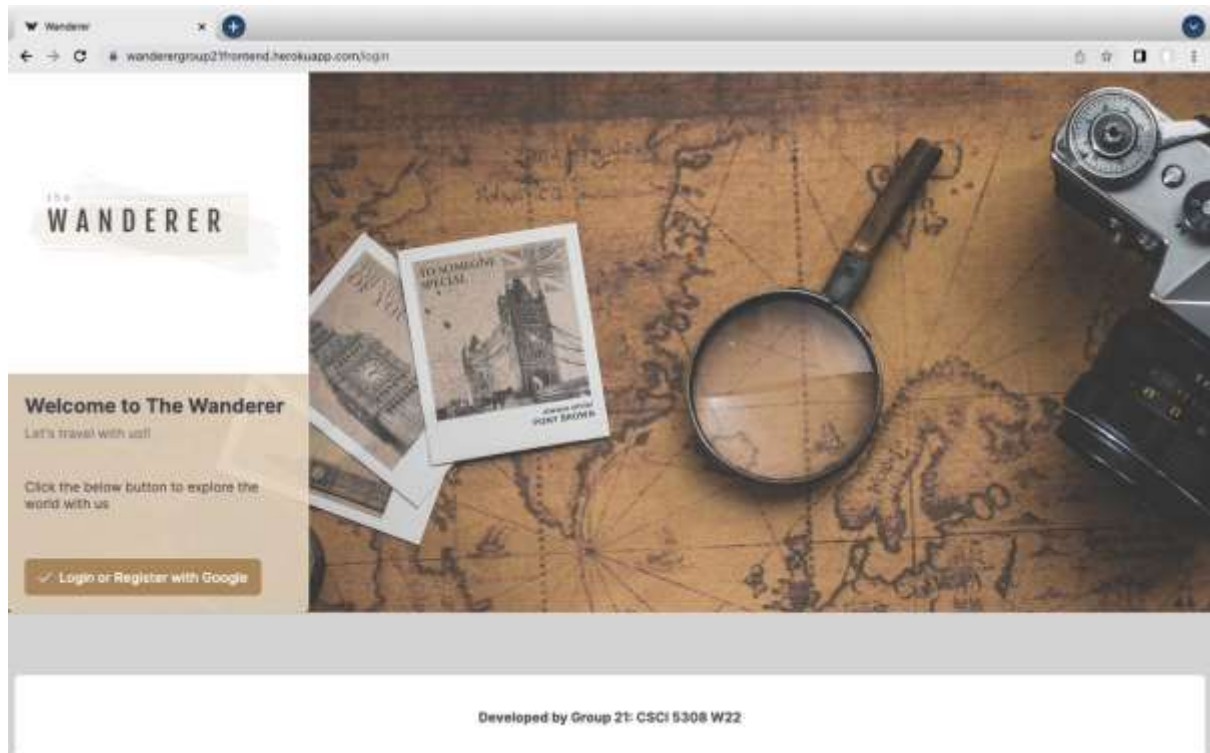 Wanderer
wanderergroup21frontend.herokuapp.com/login
the
WANDERER
TO SOMEONE
SPECIAL
PONY BROWN
Welcome to The Wanderer
Let's travel with us!!
Click the below button to explore the
world with us
Login or Register with Google
Developed by Group 21: CSCI 5308 W22